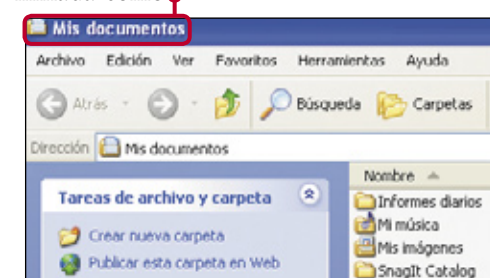 Mis documentos
Archivo Edición Ver Favoritos Herramientas Ayuda
Atrás Búsqueda Carpetas
Dirección Mis documentos
Nombre
Tareas de archivo y carpeta
Informes diarios
Mi música
Crear nueva carpeta
Mis imágenes
Publicar esta carpeta en Web
SnagIt Catalog